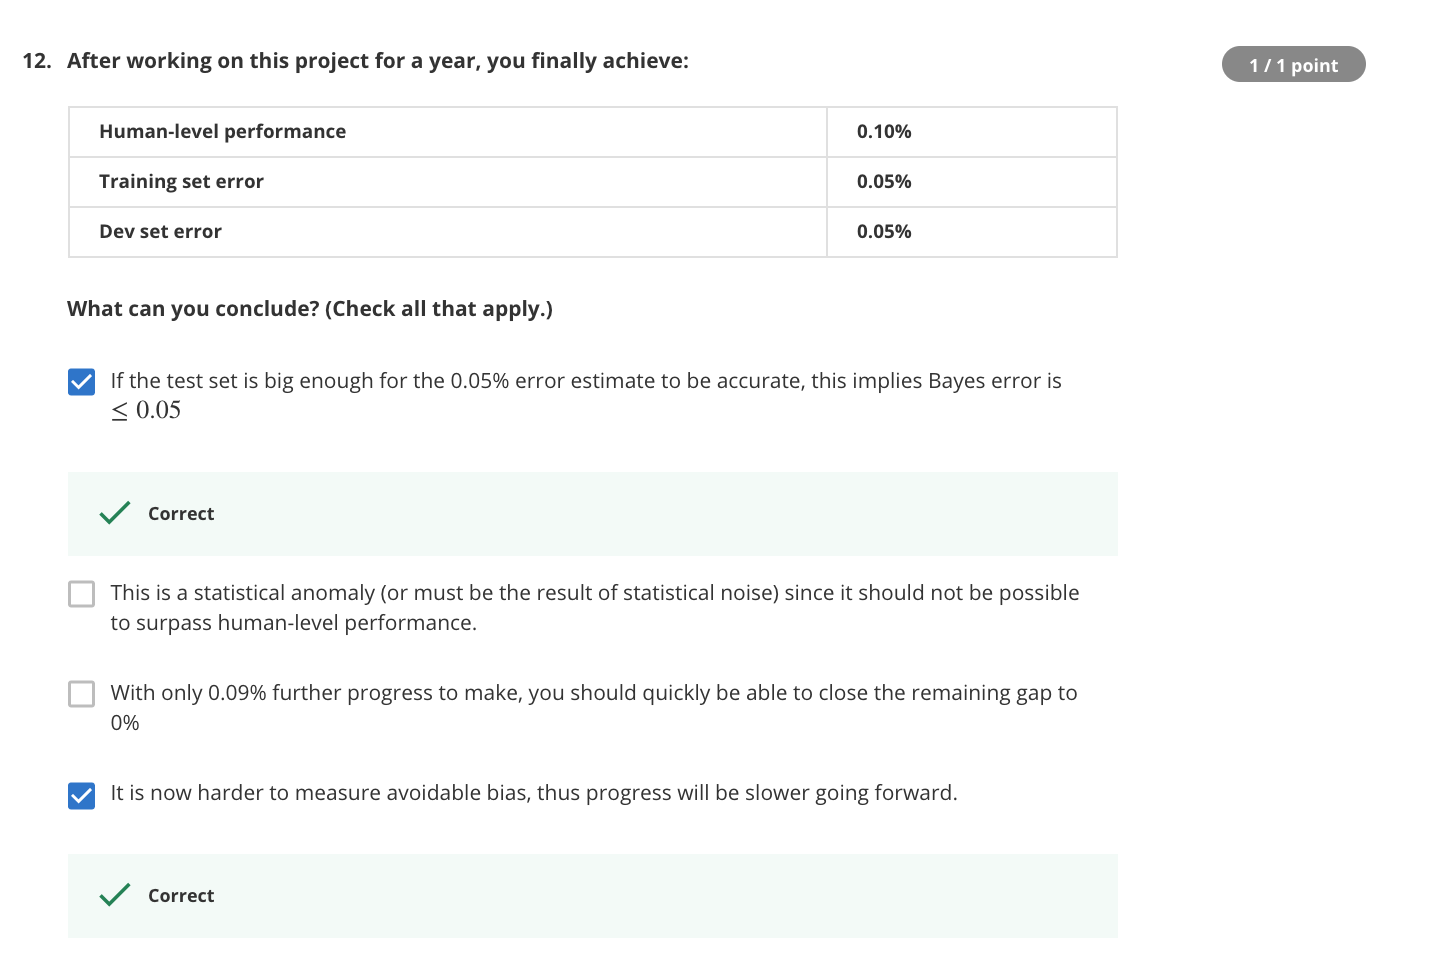 12. After working on this project for a year, you finally achieve:
1 / 1 point
Human-level performance 0.10%
Training set error 0.05%
Dev set error 0.05%
What can you conclude? (Check all that apply.)
If the test set is big enough for the 0.05% error estimate to be accurate, this implies Bayes error is
≤ 0.05
Correct
This is a statistical anomaly (or must be the result of statistical noise) since it should not be possible
to surpass human-level performance.
With only 0.09% further progress to make, you should quickly be able to close the remaining gap to
0%
It is now harder to measure avoidable bias, thus progress will be slower going forward.
Correct